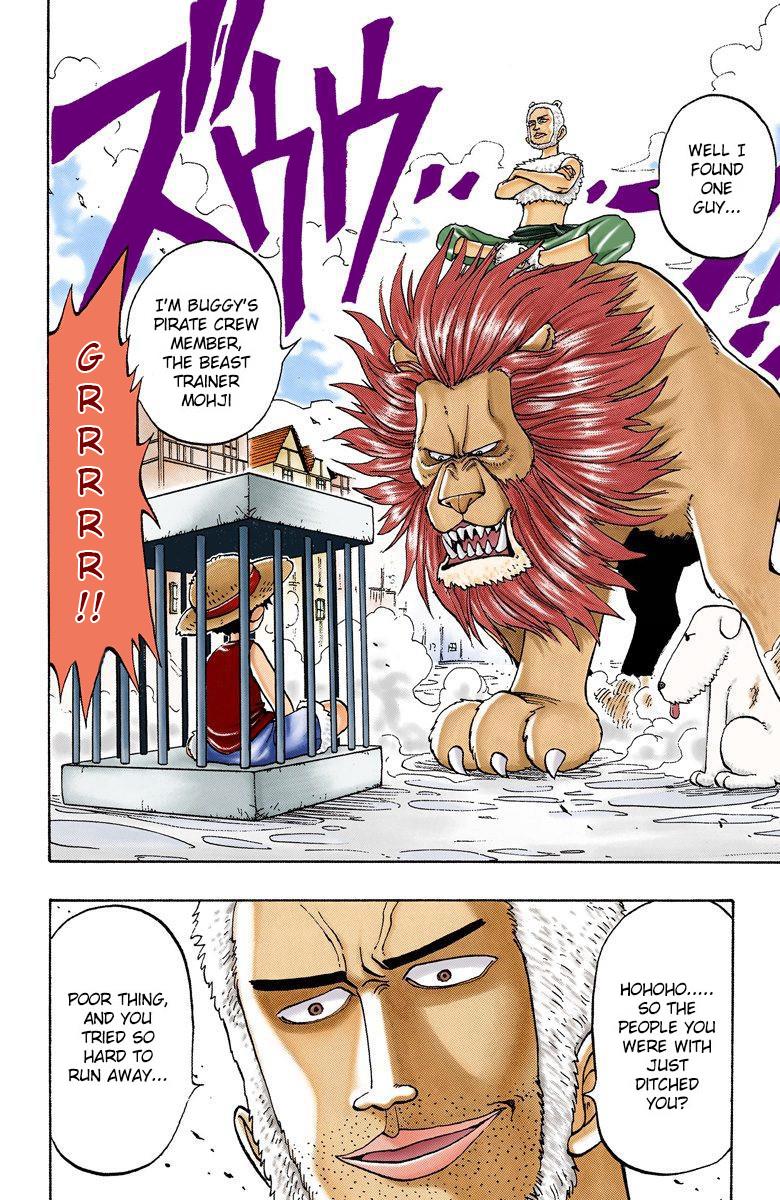 ズウウ
WELL I
FOUND
ONE
GUY...
I'M BUGGY'S
PIRATE CREW
MEMBER,
THE BEAST
TRAINER
MOHJI
GRRRRR!!
HOHOHO.....
SO THE
PEOPLE YOU
WERE WITH
JUST
DITCHED
YOU?
POOR THING,
AND YOU
TRIED SO
HARD TO
RUN AWAY...